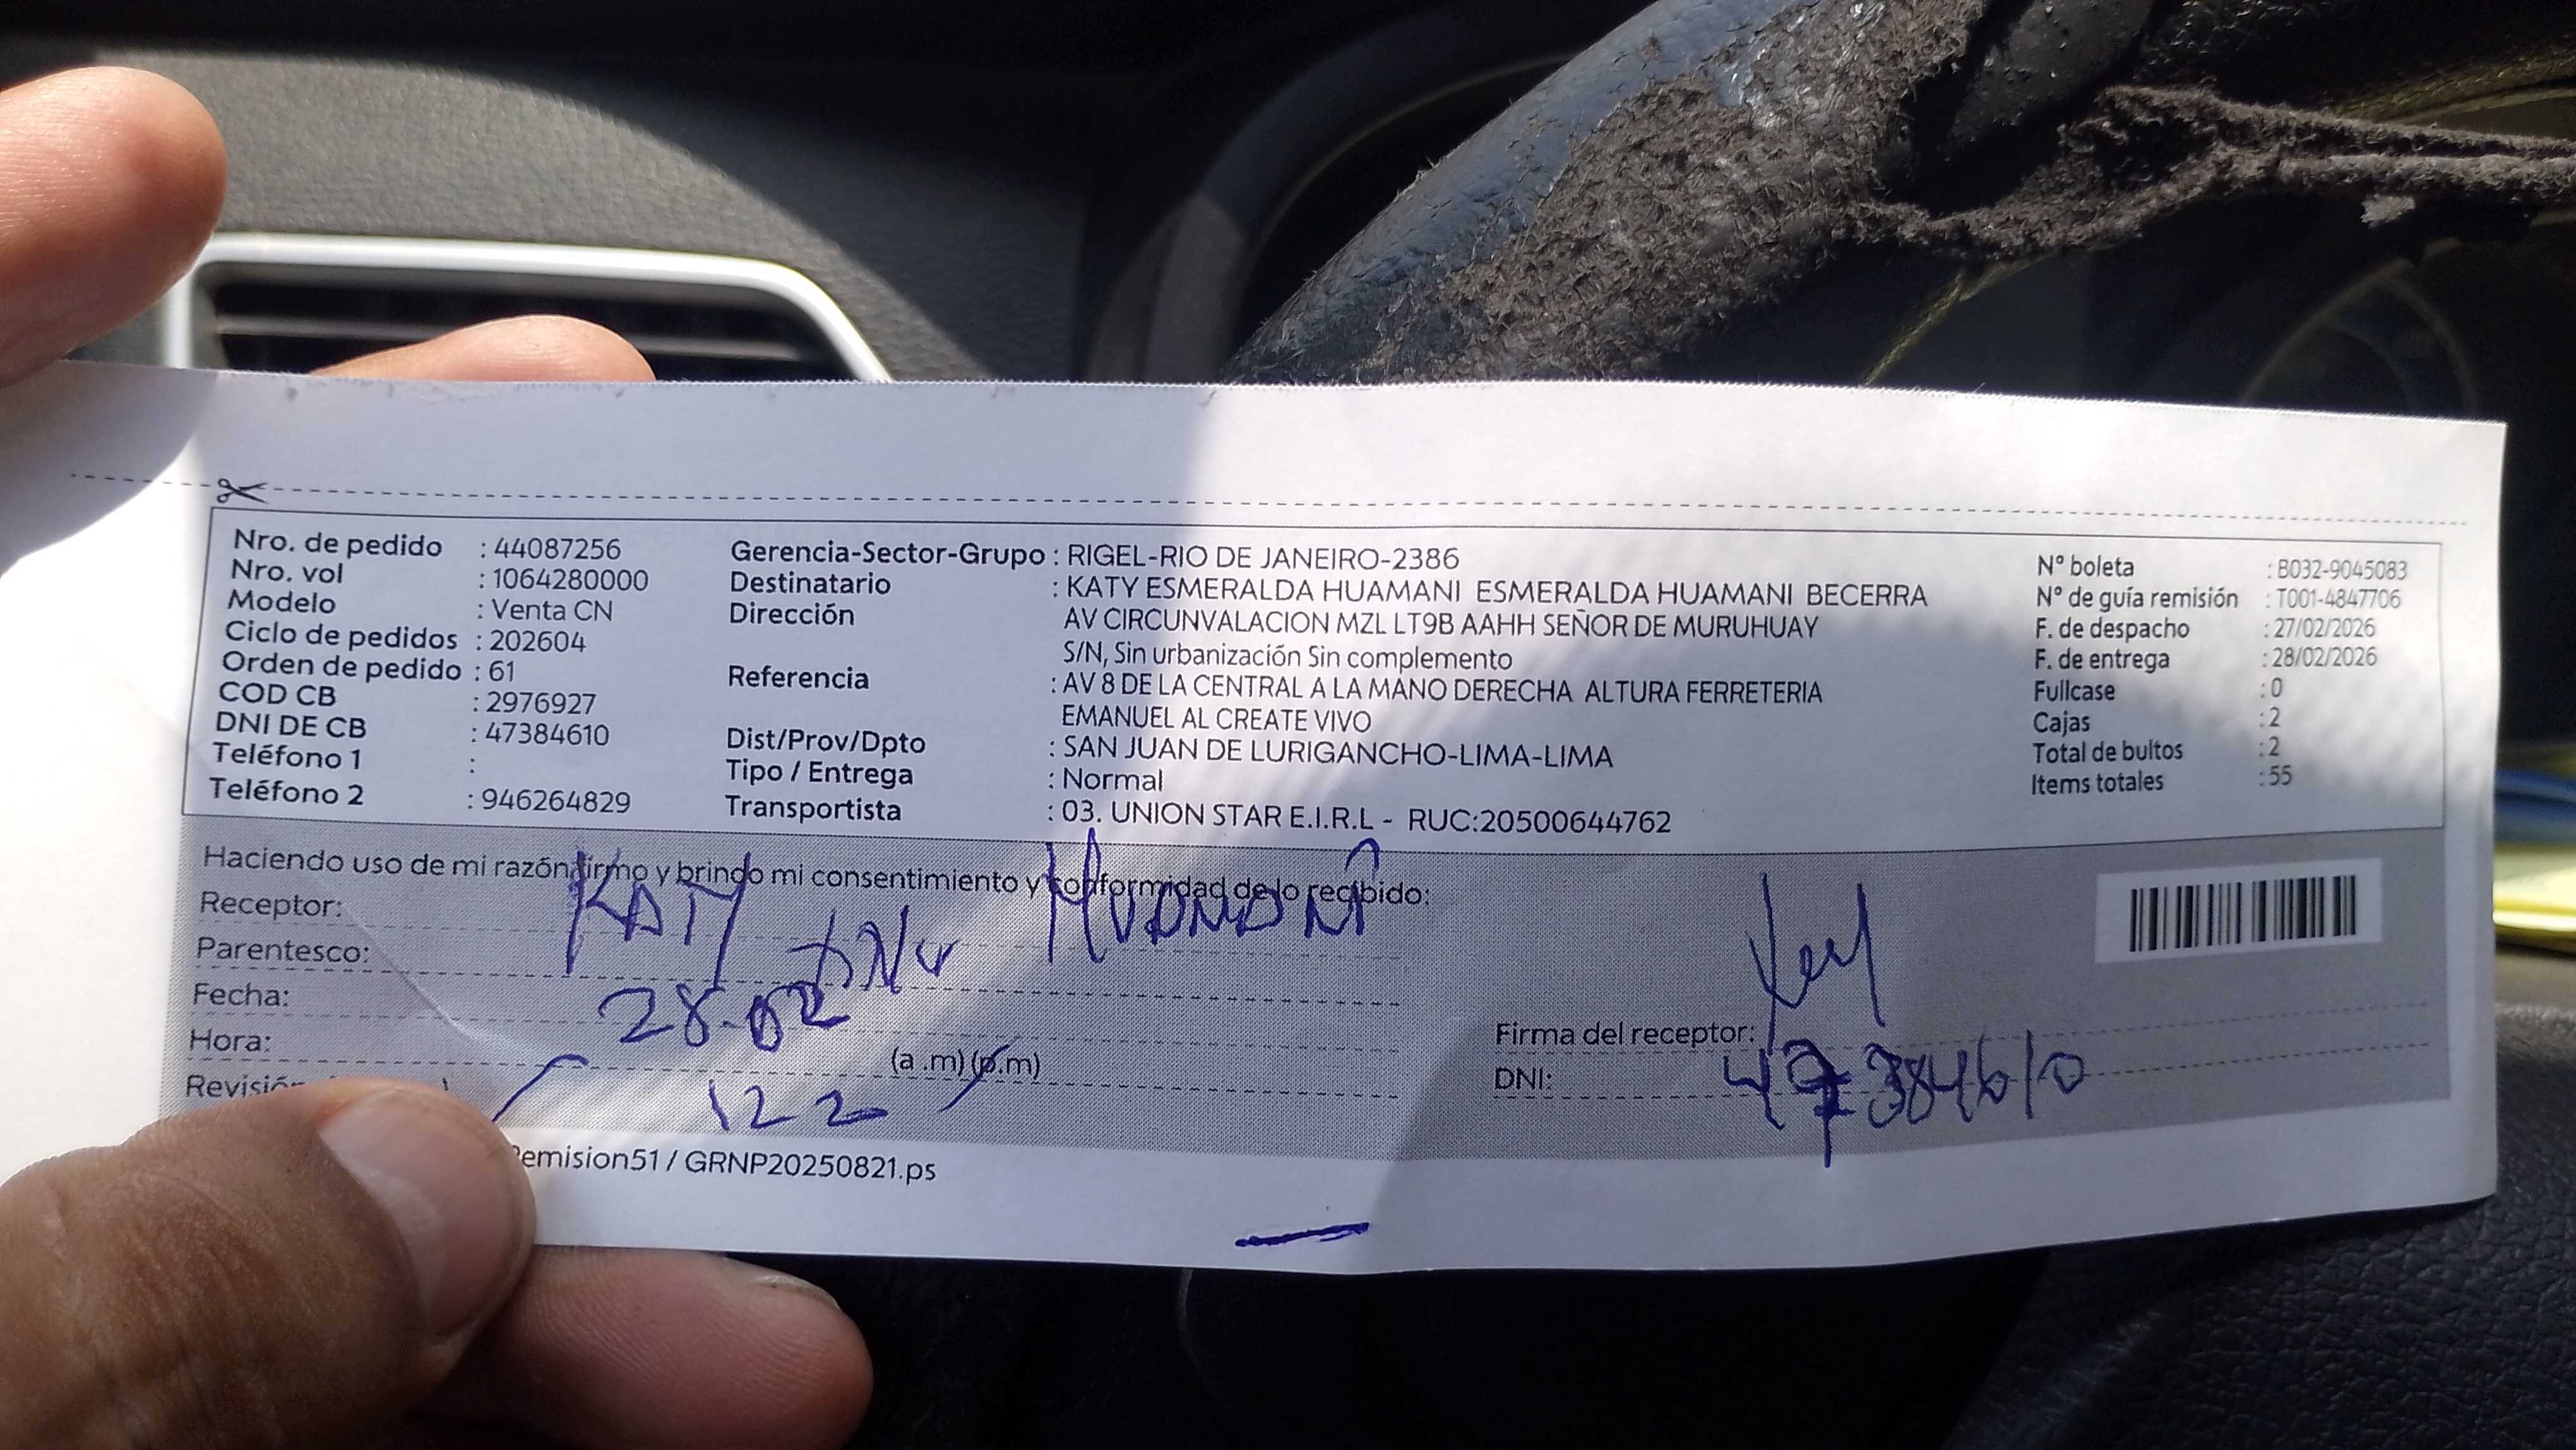 Nro. de pedido : 44087256
Nro. vol : 1064280000
Modelo : Venta CN
Ciclo de pedidos : 202604
Orden de pedido : 61
COD CB : 2976927
DNI DE CB : 47384610
Teléfono 1 :
Teléfono 2 : 946264829
Gerencia-Sector-Grupo : RIGEL-RIO DE JANEIRO-2386
Destinatario : KATY ESMERALDA HUAMANI ESMERALDA HUAMANI BECERRA
Dirección AV CIRCUNVALACION MZL LT9B AAHH SEÑOR DE MURUHUAY
S/N, Sin urbanización Sin complemento
Referencia : AV 8 DE LA CENTRAL A LA MANO DERECHA ALTURA FERRETERIA
EMANUEL AL CREATE VIVO
Dist/Prov/Dpto : SAN JUAN DE LURIGANCHO-LIMA-LIMA
Tipo / Entrega : Normal
Transportista : 03. UNION STAR E.I.R.L - RUC:20500644762
N° boleta : B032-9045083
N° de guía remisión : T001-4847706
F. de despacho : 27/02/2026
F. de entrega : 28/02/2026
Fullcase : 0
Cajas : 2
Total de bultos : 2
Items totales : 55
Haciendo uso de mi razón firmo y brindo mi consentimiento y conformidad de lo recibido:
Receptor: KATY
Parentesco:
Fecha: 28-02
Hora: (a.m)(p.m)
122
Firma del receptor:
DNI: 47384610
emision51 / GRNP20250821.ps